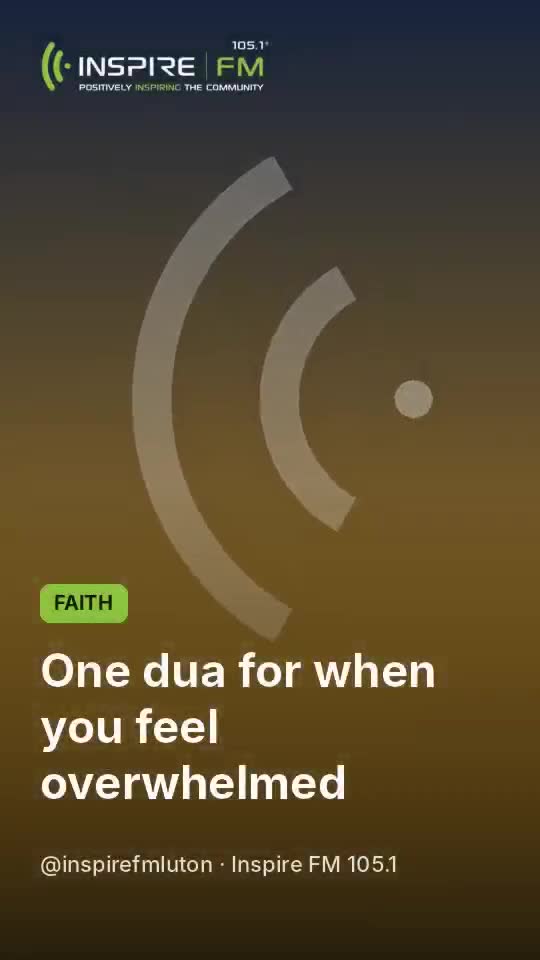 105.1*
INSPIRE | FM
POSITIVELY INSPIRING THE COMMUNITY
FAITH
One dua for when
you feel
overwhelmed
@inspirefmluton · Inspire FM 105.1